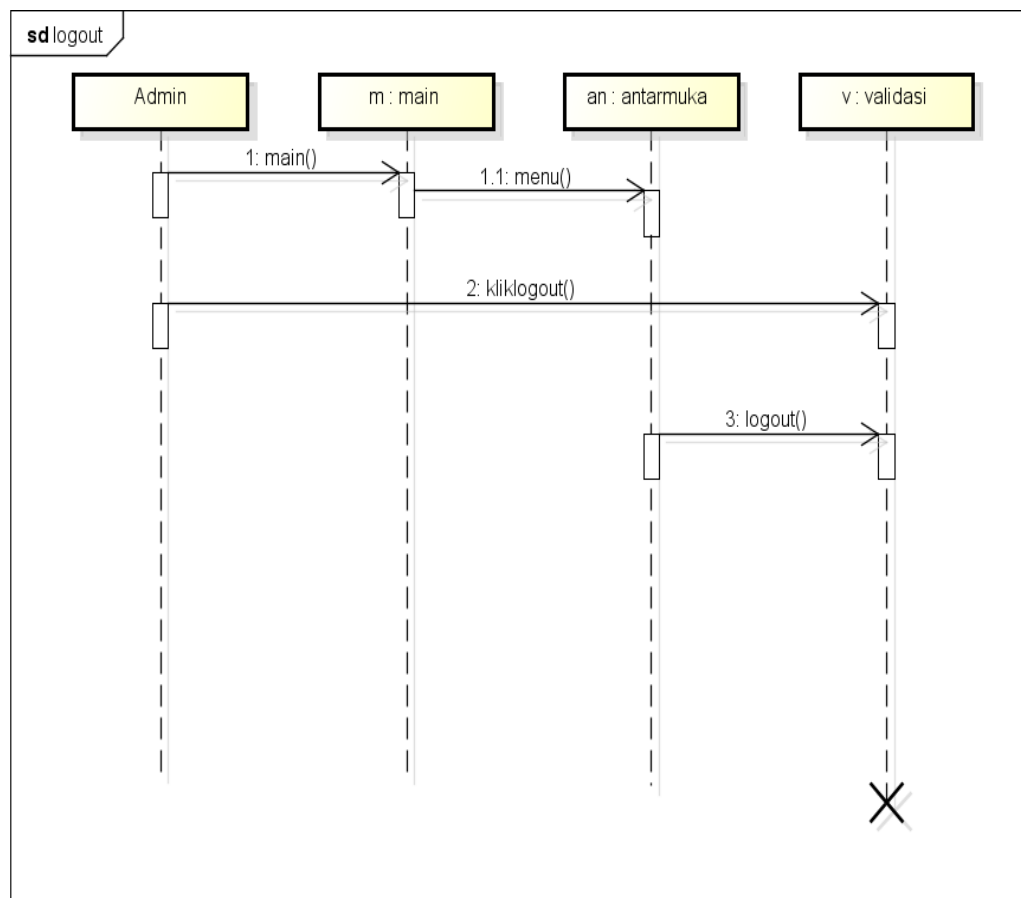 sd logout
Admin
m : main
an : antarmuka
v : validasi
1: main()
1.1: menu()
2: kliklogout()
3: logout()